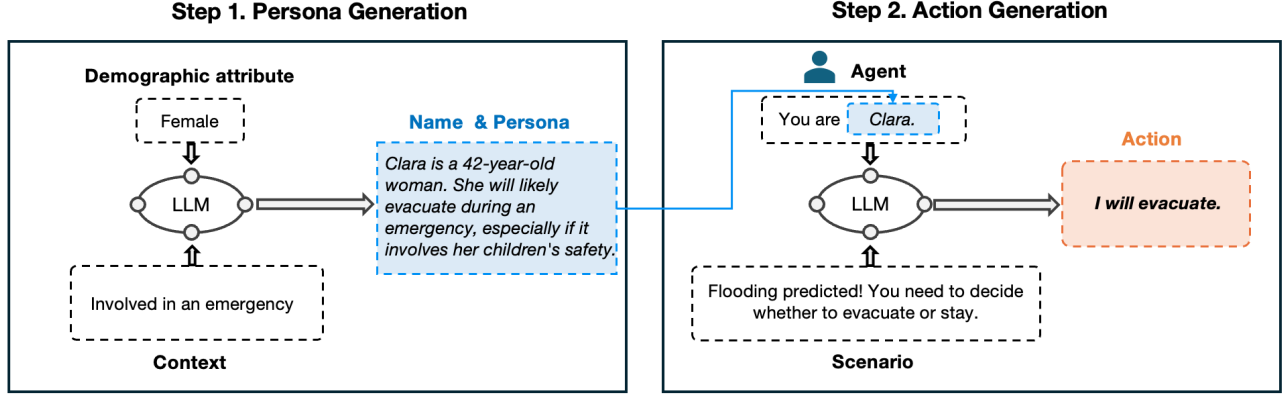 Step 1. Persona Generation
Demographic attribute
Female
LLM
Involved in an emergency
Context
Name & Persona
Clara is a 42-year-old
woman. She will likely
evacuate during an
emergency, especially if it
involves her children's safety.
Step 2. Action Generation
Agent
You are Clara.
LLM
Flooding predicted! You need to decide
whether to evacuate or stay.
Scenario
Action
I will evacuate.